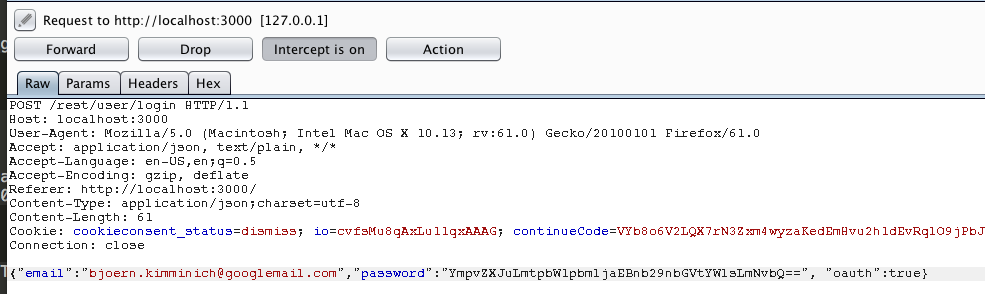 Request to http://localhost:3000 [127.0.0.1]
Forward Drop Intercept is on Action
Raw Params Headers Hex
POST /rest/user/login HTTP/1.1
Host: localhost:3000
User-Agent: Mozilla/5.0 (Macintosh; Intel Mac OS X 10.13; rv:61.0) Gecko/20100101 Firefox/61.0
Accept: application/json, text/plain, */*
Accept-Language: en-US,en;q=0.5
Accept-Encoding: gzip, deflate
Referer: http://localhost:3000/
Content-Type: application/json;charset=utf-8
Content-Length: 61
Cookie: cookieconsent_status=dismiss; io=cvfsMu8qAxLu1lqxAAAG; continueCode=VYb8o6V2LQX7rN3Zxm4wyzaKedEmHvu2h1dEvRqlO9jPbJ
Connection: close
{"email":"bjoern.kimminich@googlemail.com","password":"YmpvZXJuLmtpbW1pbmljaEBnb29nbGVtYWlsLmNvbQ==", "oauth":true}